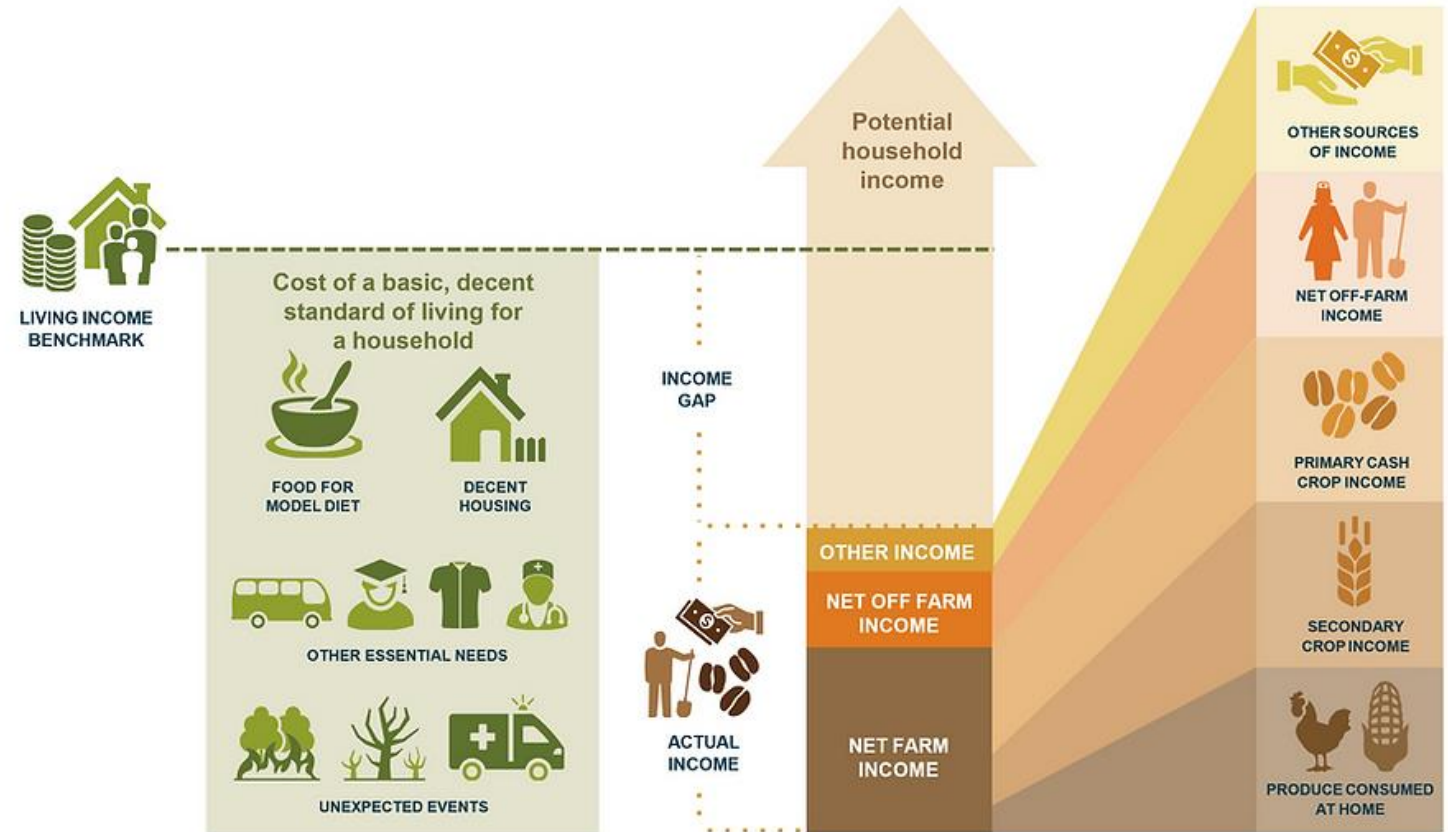 LIVING INCOME
BENCHMARK
Cost of a basic, decent
standard of living for
a household
FOOD FOR
MODEL DIET
DECENT
HOUSING
OTHER ESSENTIAL NEEDS
UNEXPECTED EVENTS
INCOME
GAP
ACTUAL
INCOME
Potential
household
income
OTHER INCOME
NET OFF FARM
INCOME
NET FARM
INCOME
OTHER SOURCES
OF INCOME
NET OFF-FARM
INCOME
PRIMARY CASH
CROP INCOME
SECONDARY
CROP INCOME
PRODUCE CONSUMED
AT HOME